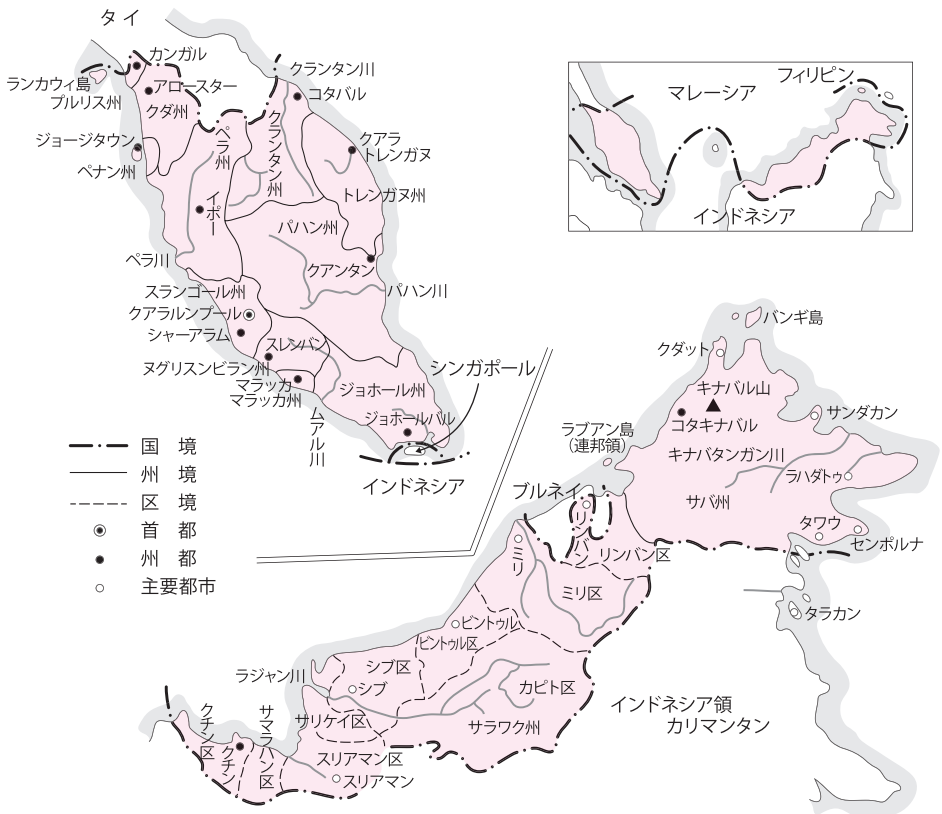 タイ
カンガル
ランカウィ島
プルリス州
アロースター
クダ州
クランタン川
コタバル
ジョージタウン
ペナン州
ペラ州
クランタン州
クアラ
トレンガヌ
トレンガヌ州
イポー
パハン州
ペラ川
クアンタン
スランゴール州
パハン川
クアラルンプール
シャーアラム
スレンバン
ヌグリスンビラン州
マラッカ
マラッカ州
ジョホール州
シンガポール
ムアル川
ジョホールバル
インドネシア
フィリピン
マレーシア
インドネシア
国境
州境
区境
首都
州都
主要都市
バンギ島
クダット
キナバル山
コタキナバル
サンダカン
ラブアン島
(連邦領)
キナバタンガン川
ラハダトゥ
サバ州
ブルネイ
リンバン
タワウ
センポルナ
ミリ
リンバン区
ミリ区
タラカン
ビントゥル
ビントゥル区
ラジャン川
シブ区
シブ
カピト区
サリケイ区
サラワク州
インドネシア領
カリマンタン
クチン区
クチン
サマラハン区
スリアマン区
スリアマン